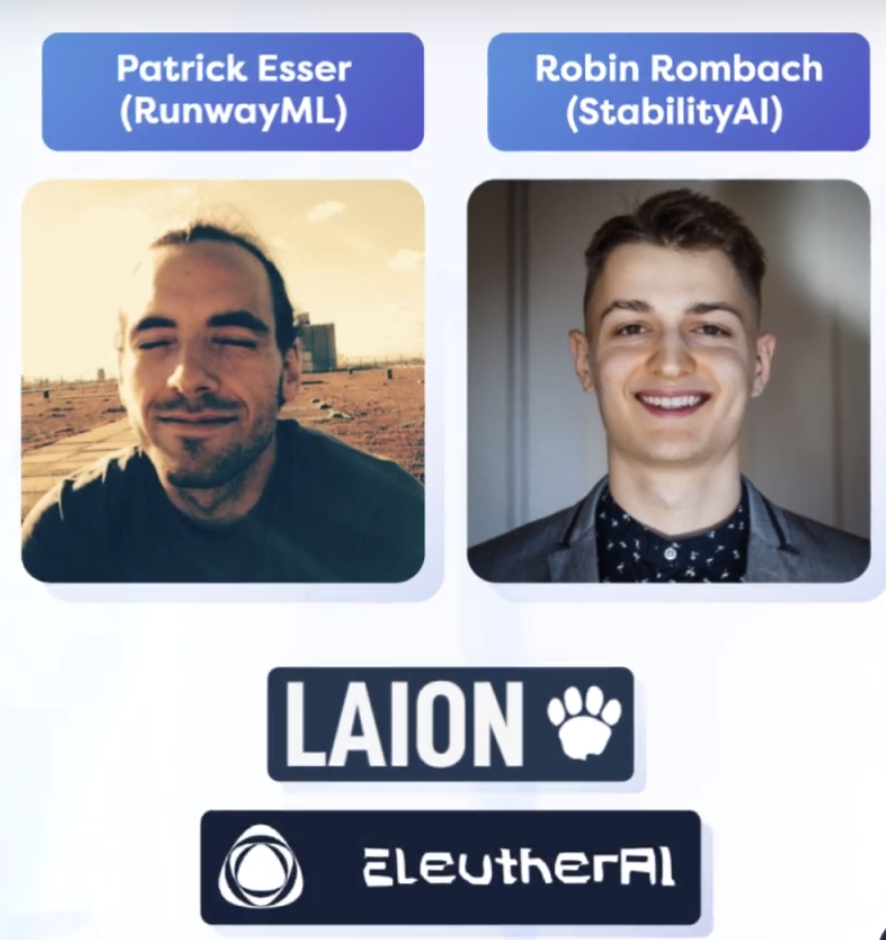 Patrick Esser
(RunwayML)
Robin Rombach
(StabilityAI)
LAION
EleutherAI